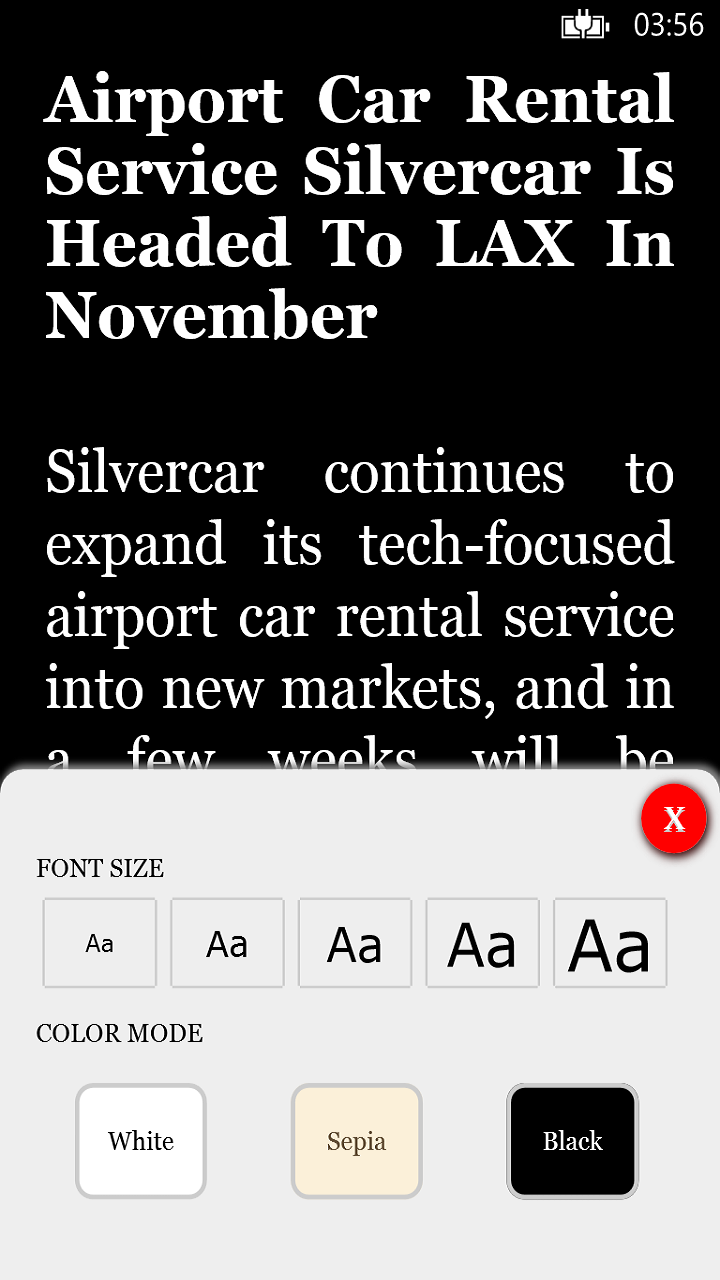 03:56
Airport Car Rental
Service Silvercar Is
Headed To LAX In
November
Silvercar continues to
expand its tech-focused
airport car rental service
into new markets, and in
a few weeks will be
X
FONT SIZE
Aa Aa Aa Aa Aa
COLOR MODE
White Sepia Black